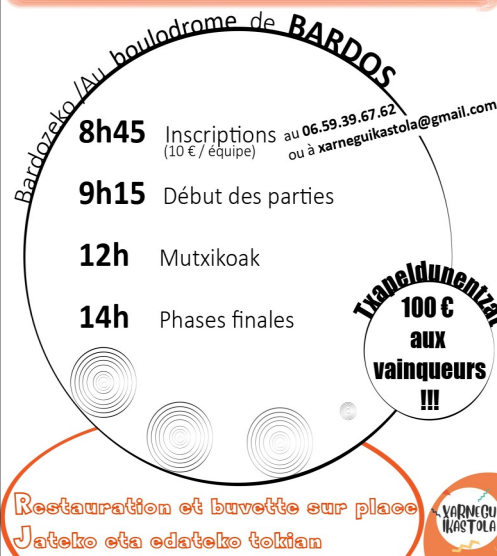 Bardozeko /Au boulodrome de BARDOS
8h45 Inscriptions au 06.59.39.67.62
(10 € / équipe) ou à xarneguikastola@gmail.com
9h15 Début des parties
12h Mutxikoak
14h Phases finales
Txapeldunentzat
100 €
aux
vainqueurs
!!!
Restauration et buvette sur place
Jateko eta edateko tokian
XARNEGU
IKASTOLA